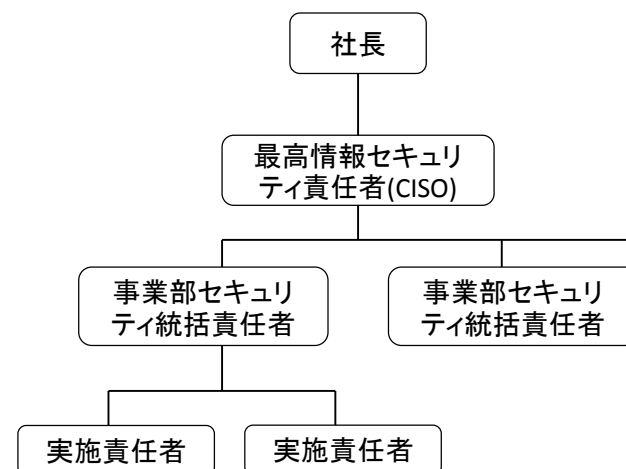 社長
最高情報セキュリ
ティ責任者(CISO)
事業部セキュリ
ティ統括責任者
事業部セキュリ
ティ統括責任者
実施責任者
実施責任者